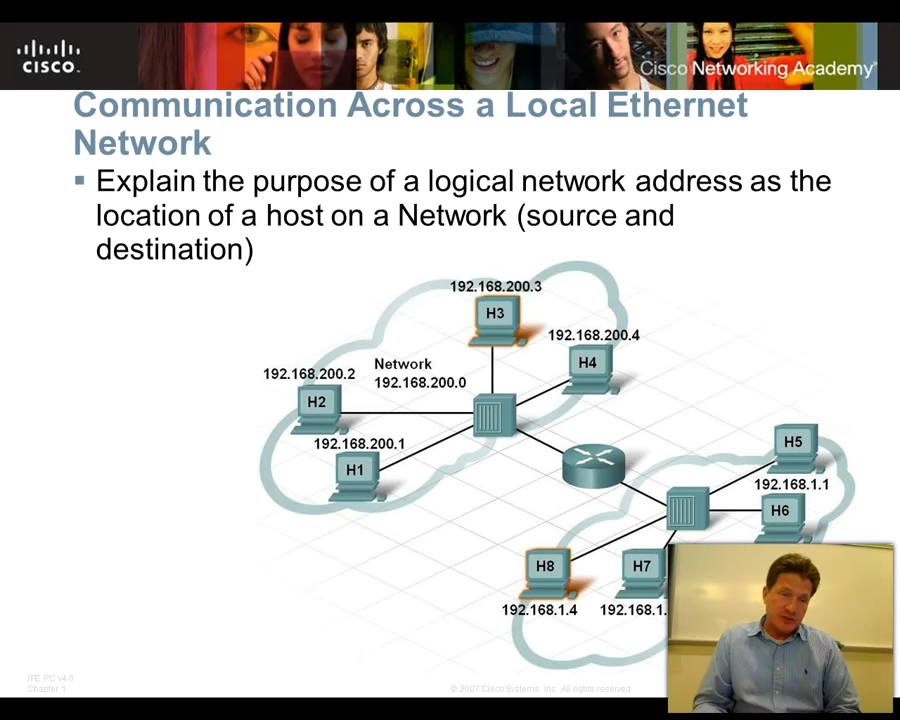 CISCO
Cisco Networking Academy
Communication Across a Local Ethernet
Network
Explain the purpose of a logical network address as the
location of a host on a Network (source and
destination)
192.168.200.3
H3
192.168.200.4
H4
Network
192.168.200.0
192.168.200.2
H2
192.168.200.1
H1
H5
192.168.1.1
H6
H8
H7
192.168.1.4
192.168.1.
ITE PC v4.0
Chapter 1
© 2007 Cisco Systems, Inc. All rights reserved.